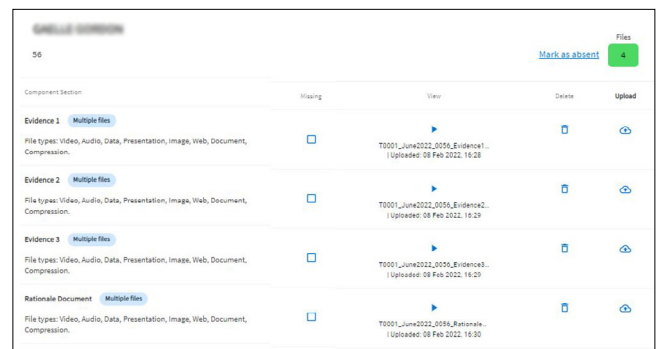 Files
56
Mark as absent
4
Component Section
Missing
View
Delete
Upload
Evidence 1 Multiple files
File types: Video, Audio, Data, Presentation, Image, Web, Document,
Compression.
T0001_June2022_0056_Evidence1...
| Uploaded: 08 Feb 2022, 16:28
Evidence 2 Multiple files
File types: Video, Audio, Data, Presentation, Image, Web, Document,
Compression.
T0001_June2022_0056_Evidence2...
| Uploaded: 08 Feb 2022, 16:29
Evidence 3 Multiple files
File types: Video, Audio, Data, Presentation, Image, Web, Document,
Compression.
T0001_June2022_0056_Evidence3...
| Uploaded: 08 Feb 2022, 16:29
Rationale Document Multiple files
File types: Video, Audio, Data, Presentation, Image, Web, Document,
Compression.
T0001_June2022_0056_Rationale...
| Uploaded: 08 Feb 2022, 16:30